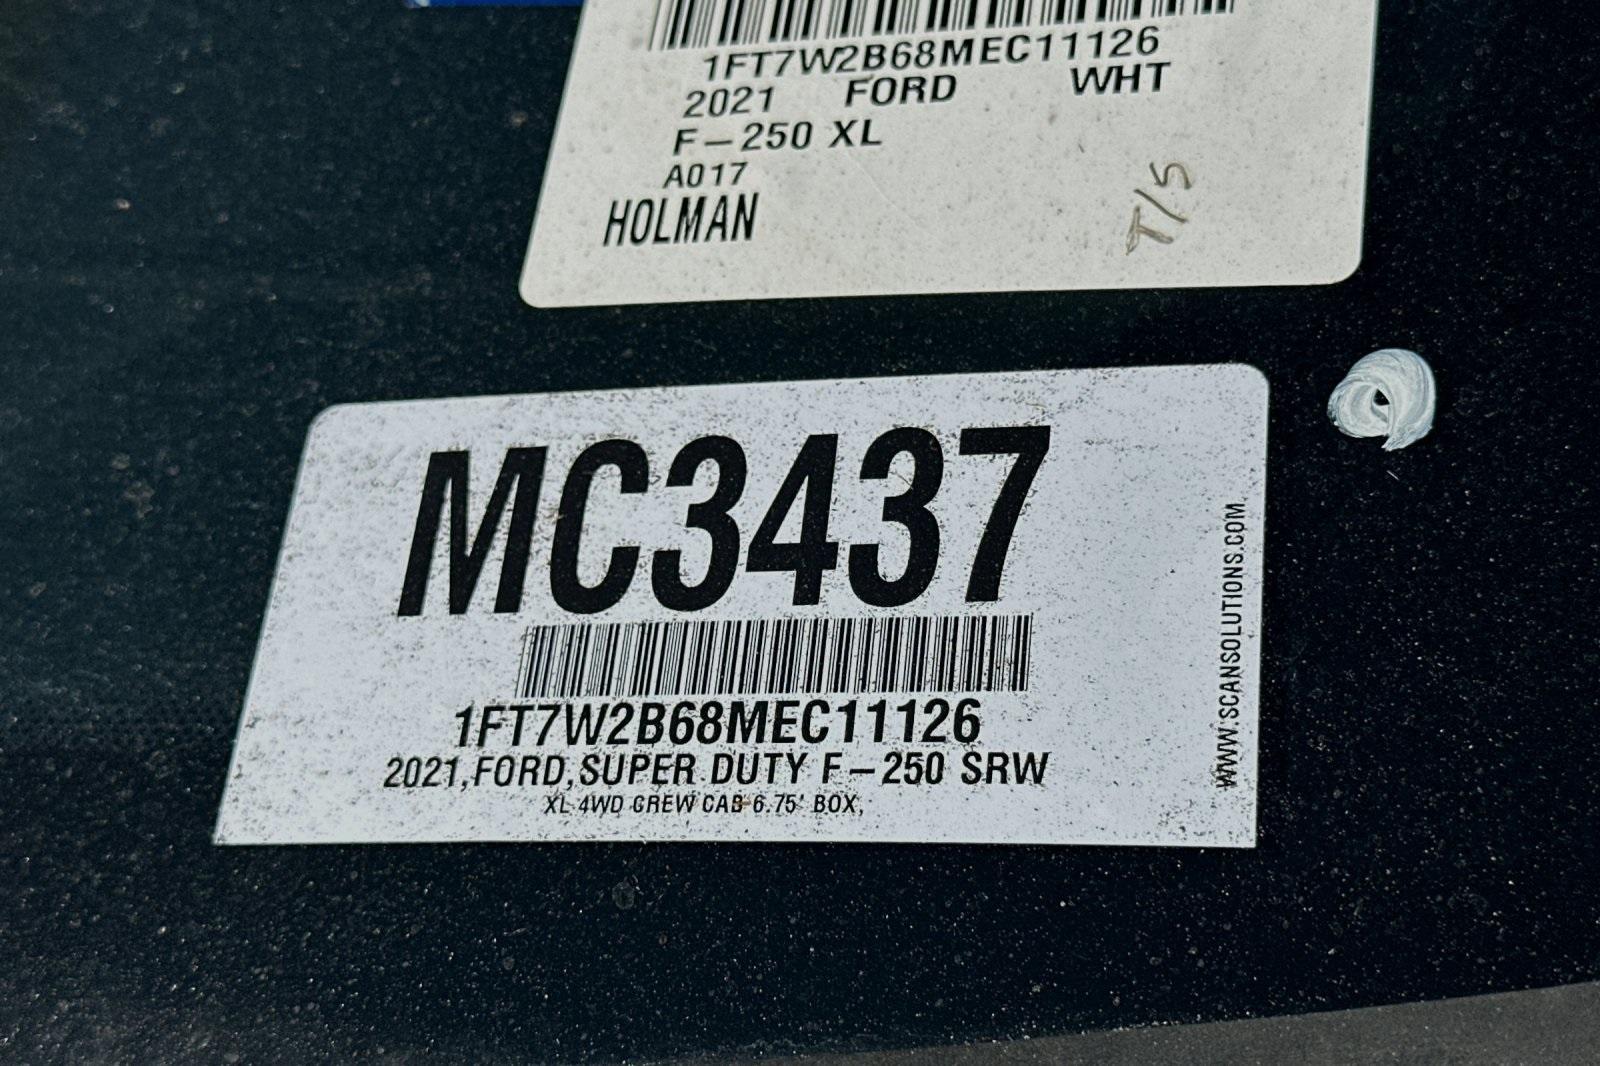 1FT7W2B68MEC11126
2021 FORD WHT
F-250 XL
A017
HOLMAN
T/S
MC3437
1FT7W2B68MEC11126
2021,FORD,SUPER DUTY F-250 SRW
XL 4WD CREW CAB 6.75' BOX,
WWW.SCANSOLUTIONS.COM